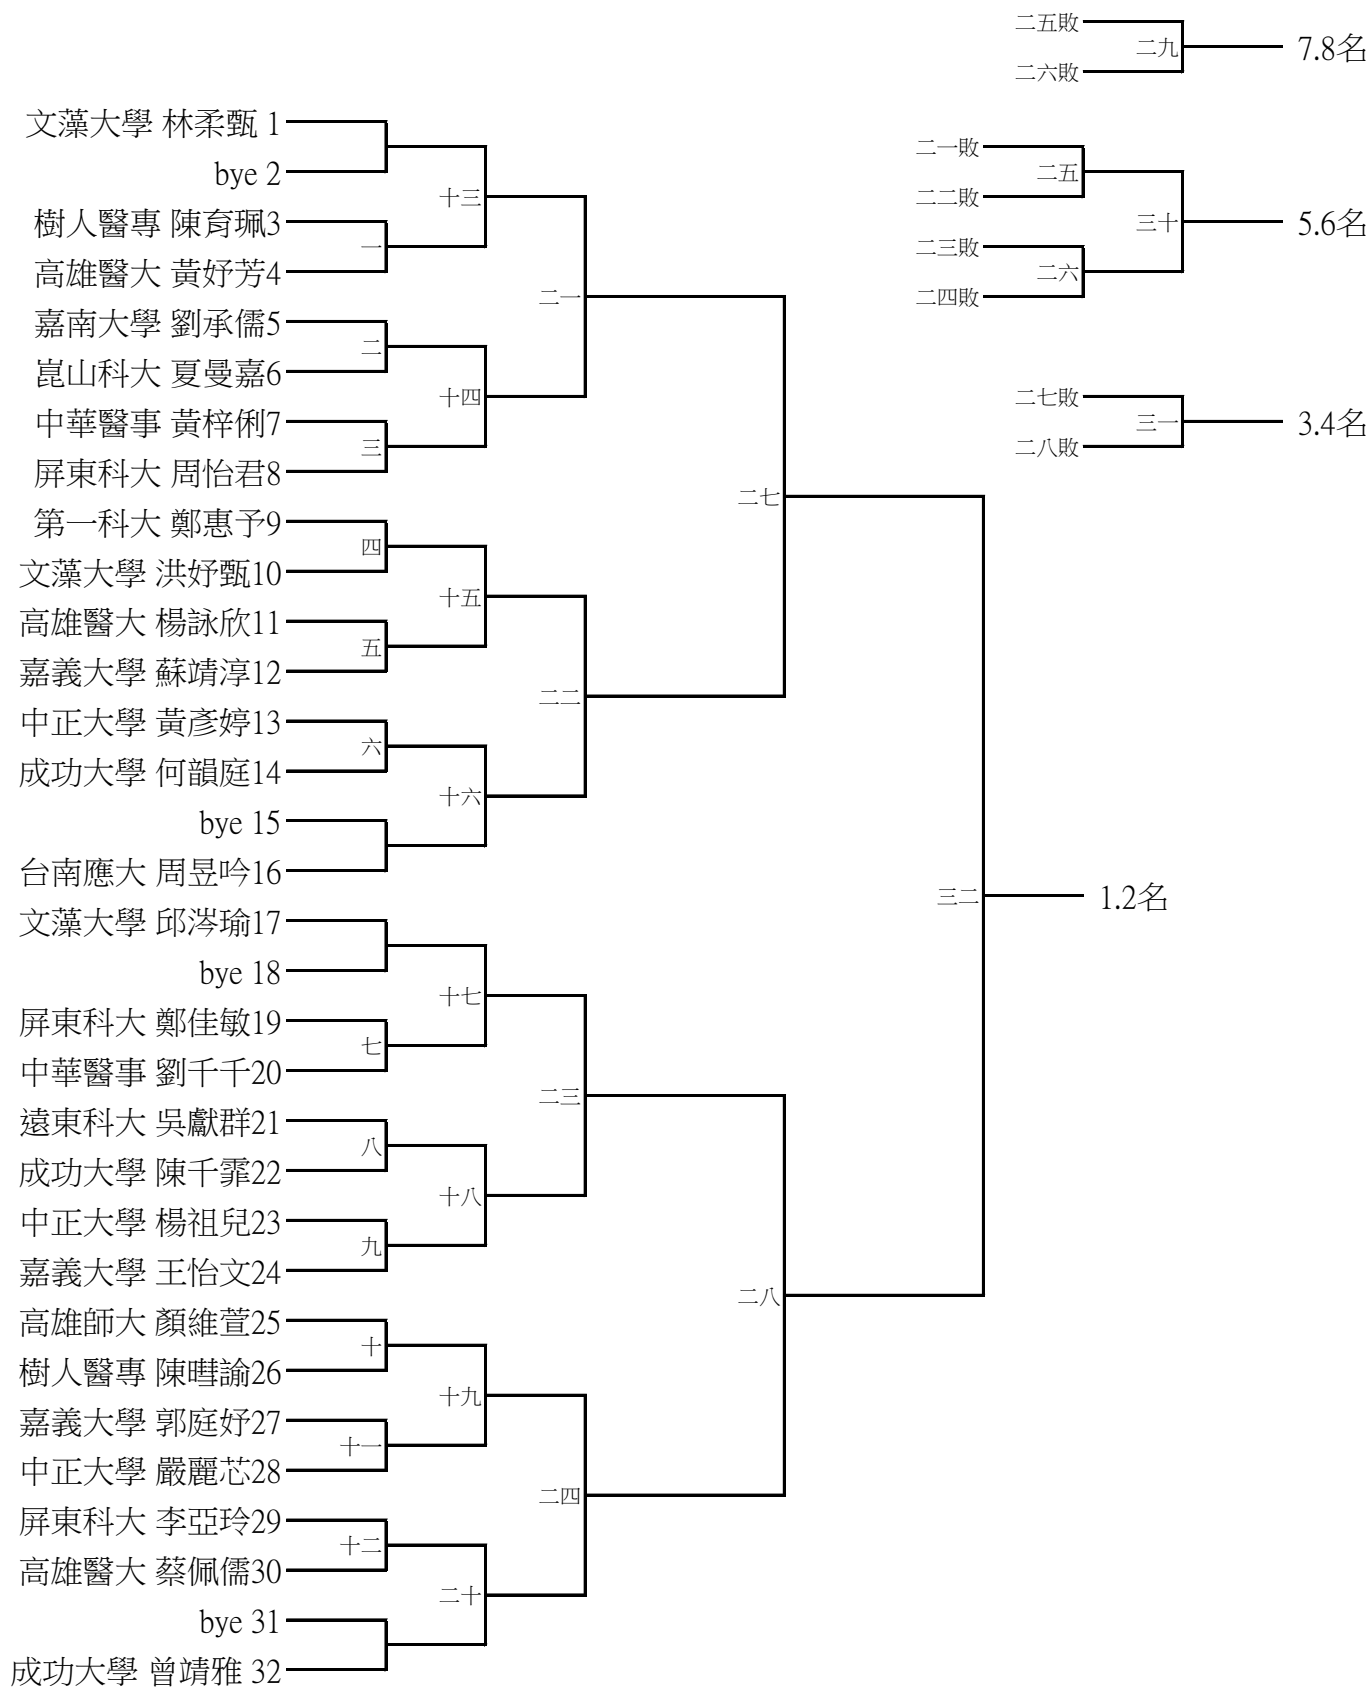 二五敗
二九
7.8名
二六敗
文藻大學 林柔甄 1
bye 2
十三
樹人醫專 陳育珮3
一
高雄醫大 黃妤芳4
二一
嘉南大學 劉承儒5
二
崑山科大 夏曼嘉6
十四
中華醫事 黃梓俐7
三
屏東科大 周怡君8
二一敗
二五
二二敗
三十
5.6名
二三敗
二六
二四敗
二七敗
三一
3.4名
二八敗
二七
第一科大 鄭惠予9
四
文藻大學 洪妤甄10
十五
高雄醫大 楊詠欣11
五
嘉義大學 蘇靖淳12
二二
中正大學 黃彥婷13
六
成功大學 何韻庭14
十六
bye 15
台南應大 周昱吟16
三二
1.2名
文藻大學 邱涔瑜17
bye 18
十七
屏東科大 鄭佳敏19
七
中華醫事 劉千千20
二三
遠東科大 吳獻群21
八
成功大學 陳千霏22
十八
中正大學 楊祖兒23
九
嘉義大學 王怡文24
二八
高雄師大 顏維萱25
十
樹人醫專 陳暳諭26
十九
嘉義大學 郭庭妤27
十一
中正大學 嚴麗芯28
二四
屏東科大 李亞玲29
十二
高雄醫大 蔡佩儒30
二十
bye 31
成功大學 曾靖雅 32